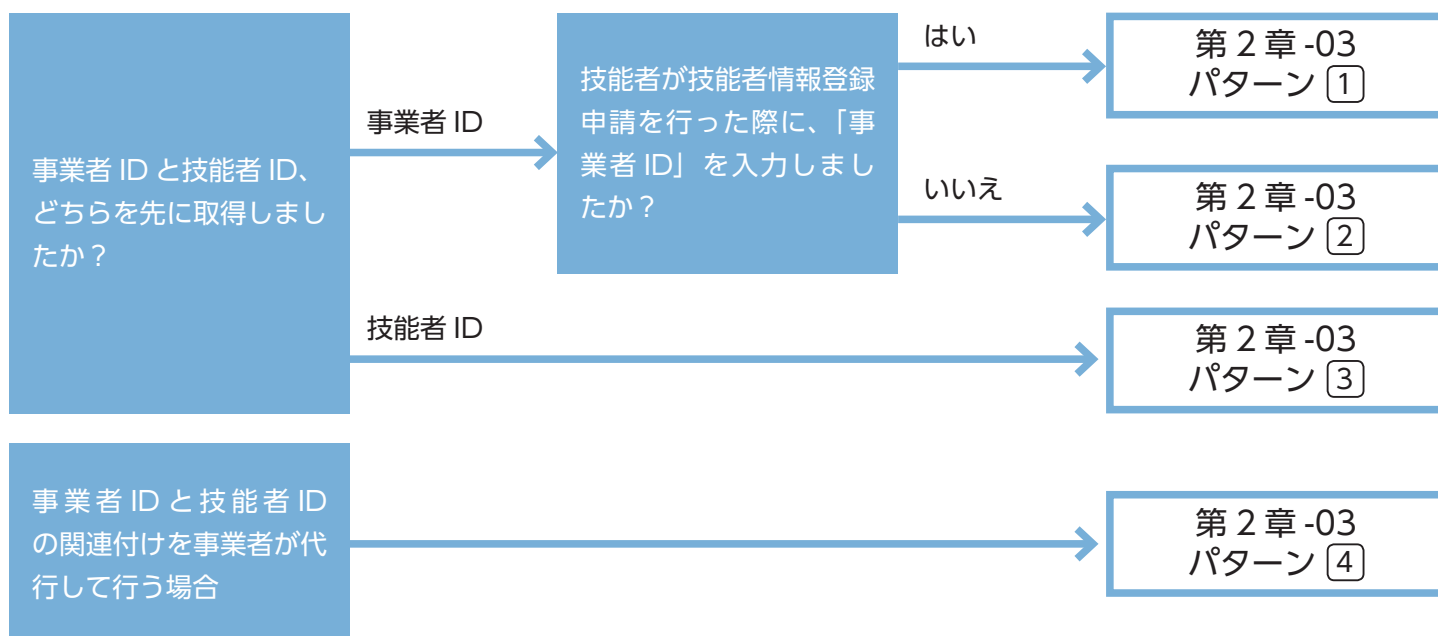 事業者 ID と技能者 ID、
どちらを先に取得しまし
たか？
事業者 ID
技能者が技能者情報登録
申請を行った際に、「事
業者 ID」を入力しまし
たか？
はい
第 2 章 -03
パターン 1
いいえ
第 2 章 -03
パターン 2
技能者 ID
第 2 章 -03
パターン 3
事業者 ID と技能者 ID
の関連付けを事業者が代
行して行う場合
第 2 章 -03
パターン 4